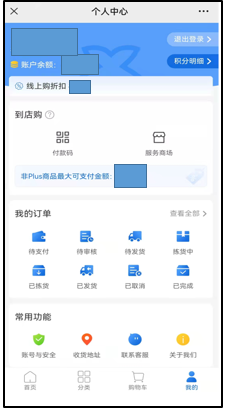 个人中心
退出登录
账户余额:
积分明细
线上购折扣
到店购
付款码 服务商场
非Plus商品最大可支付金额:
我的订单 查看全部
待支付 待审核 待发货 拣货中
已拣货 已发货 已取消 已完成
常用功能
账号与安全 收货地址 联系客服 关于我们
首页 分类 购物车 我的